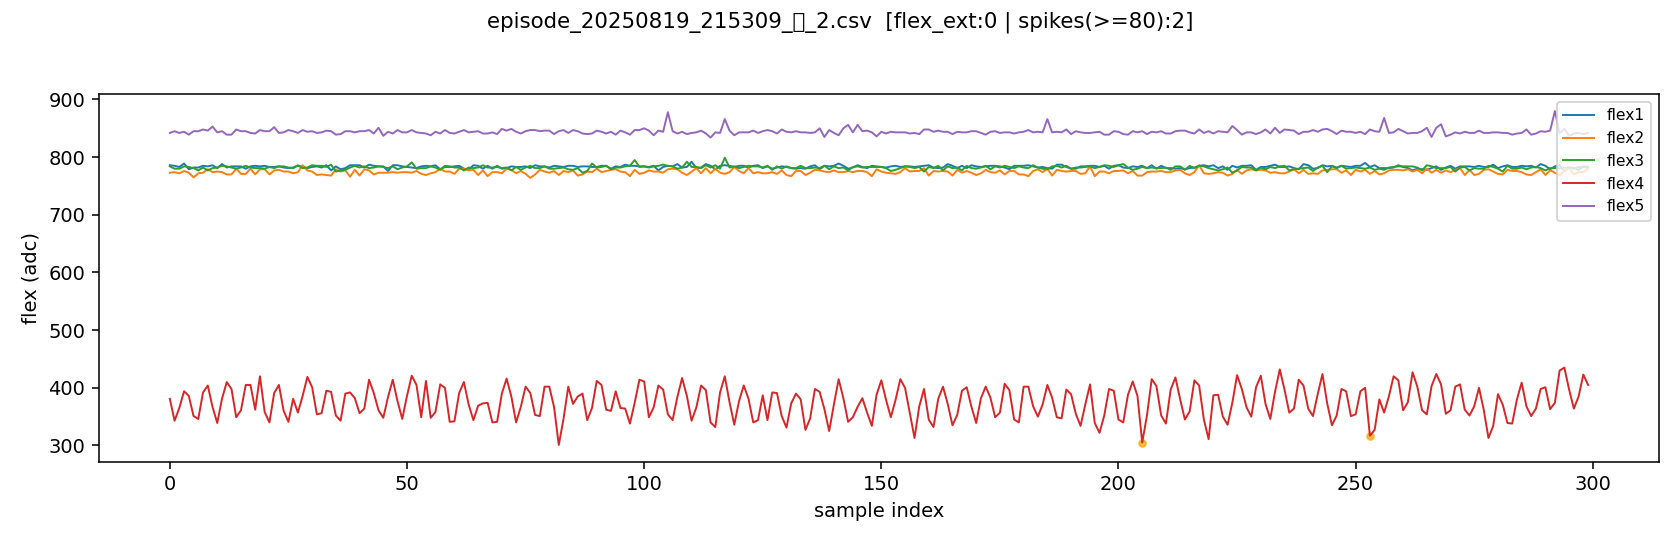 episode_20250819_215309_▯_2.csv [flex_ext:0 | spikes(>=80):2]
900
800
700
600
500
400
300
flex (adc)
flex1
flex2
flex3
flex4
flex5
0 50 100 150 200 250 300
sample index